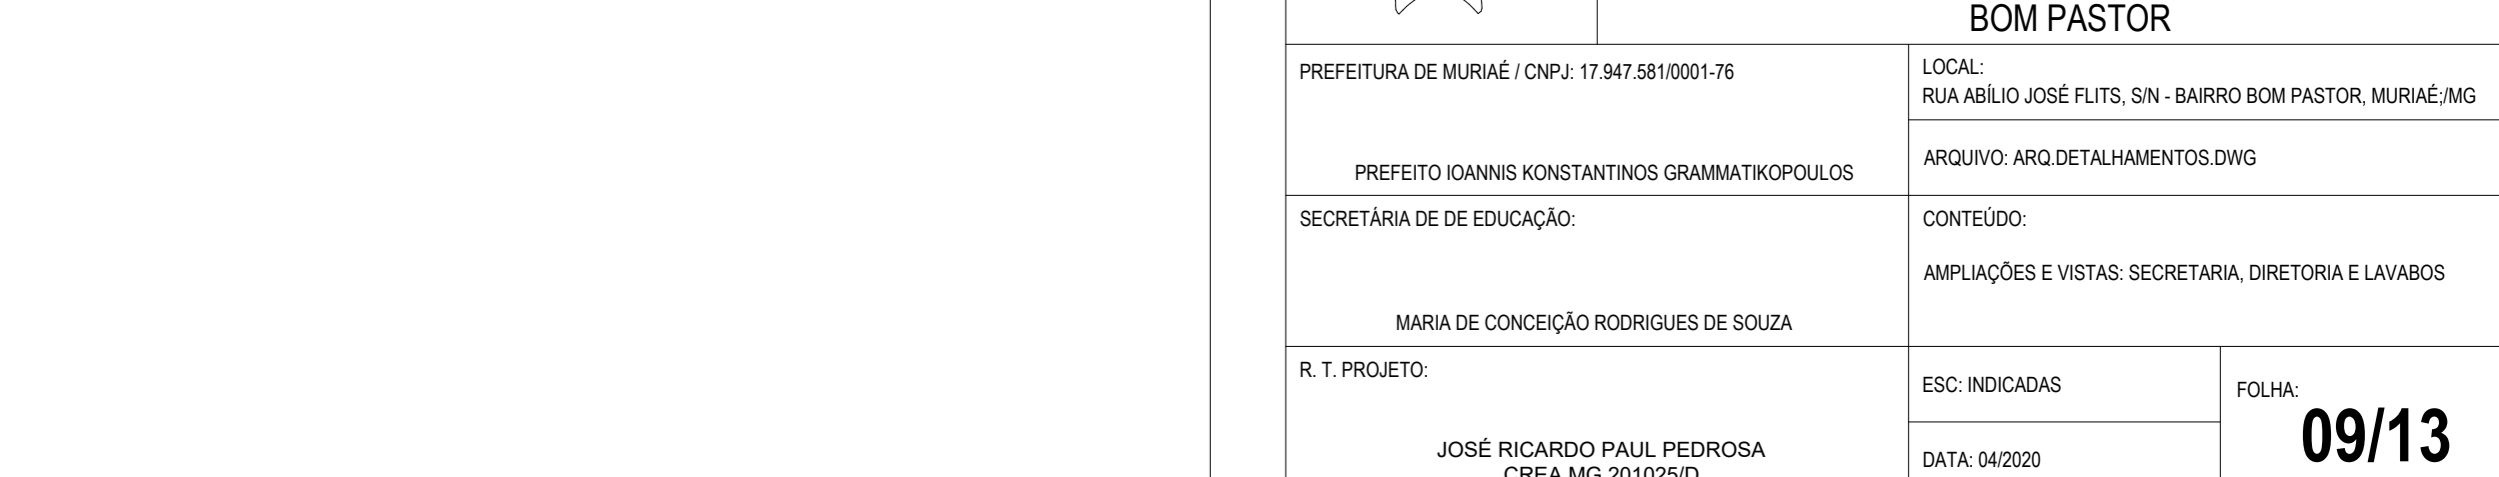 BOM PASTOR
PREFEITURA DE MURIAÉ / CNPJ: 17.947.581/0001-76
PREFEITO IOANNIS KONSTANTINOS GRAMMATIKOPOULOS
LOCAL:
RUA ABÍLIO JOSÉ FLITS, S/N - BAIRRO BOM PASTOR, MURIAÉ;/MG
ARQUIVO: ARQ.DETALHAMENTOS.DWG
SECRETÁRIA DE DE EDUCAÇÃO:
MARIA DE CONCEIÇÃO RODRIGUES DE SOUZA
CONTEÚDO:
AMPLIAÇÕES E VISTAS: SECRETARIA, DIRETORIA E LAVABOS
R. T. PROJETO:
JOSÉ RICARDO PAUL PEDROSA
CREA MG 201025/D
ESC: INDICADAS
DATA: 04/2020
FOLHA:
09/13